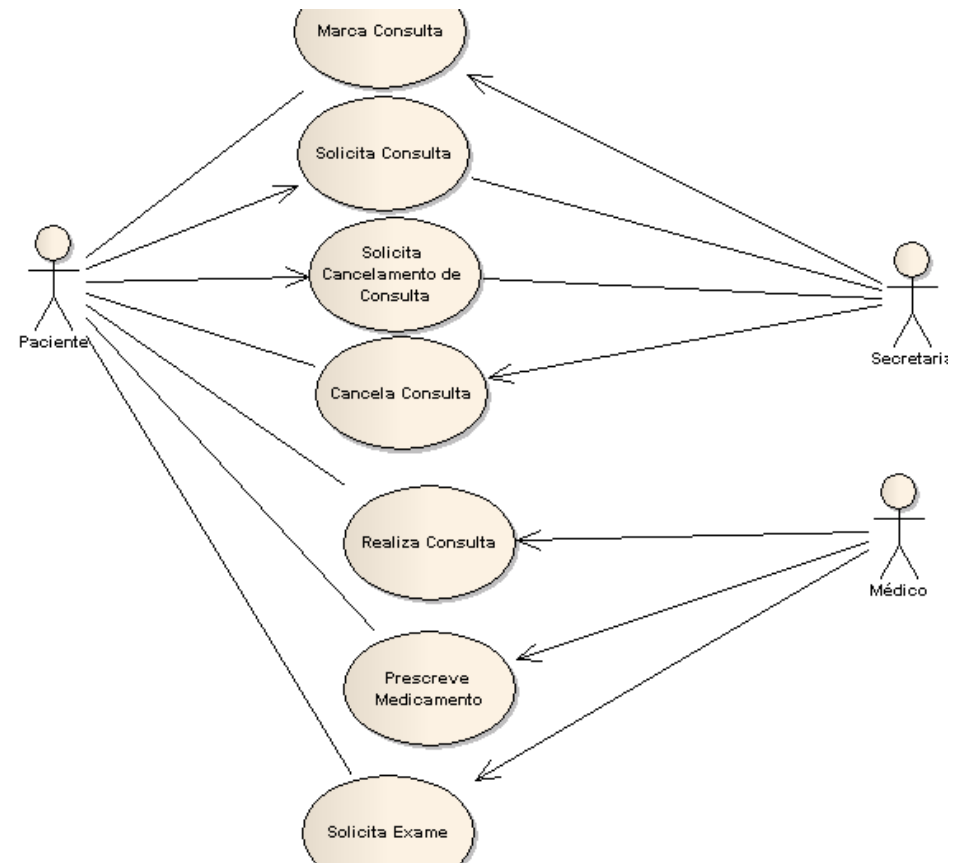 Marca Consulta
Solicita Consulta
Solicita
Cancelamento de
Consulta
Paciente
Secretaria
Cancela Consulta
Realiza Consulta
Médico
Prescreve
Medicamento
Solicita Exame